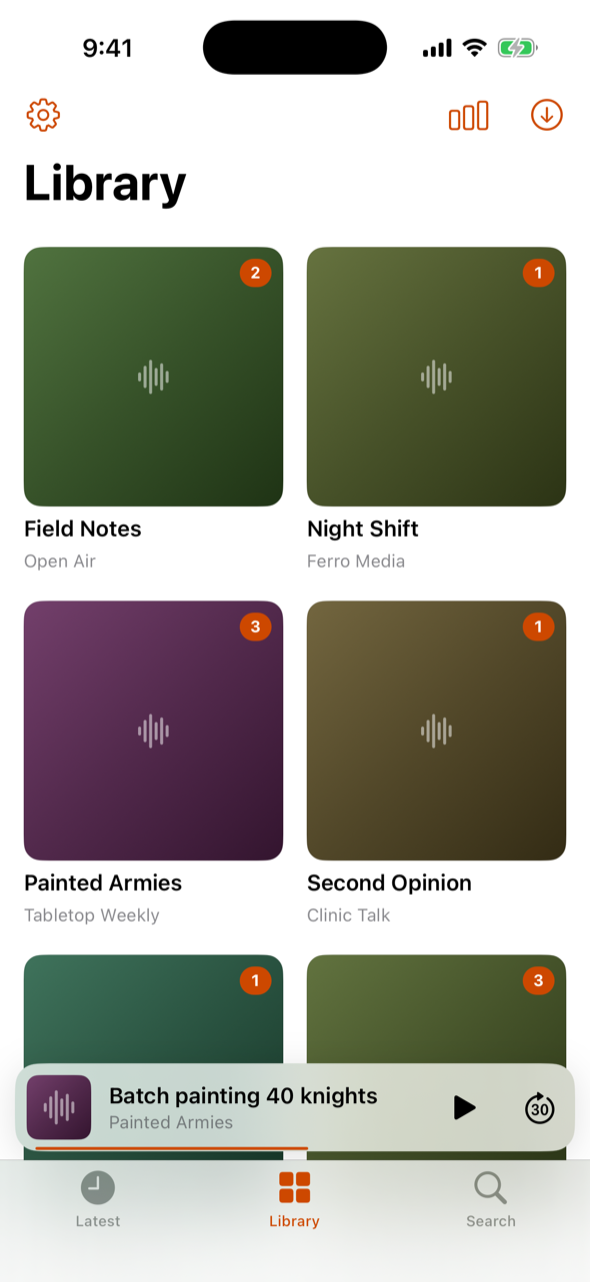 9:41
Library
2
1
Field Notes
Night Shift
Open Air
Ferro Media
3
1
Painted Armies
Second Opinion
Tabletop Weekly
Clinic Talk
1
3
Batch painting 40 knights
Painted Armies
30
Latest
Library
Search